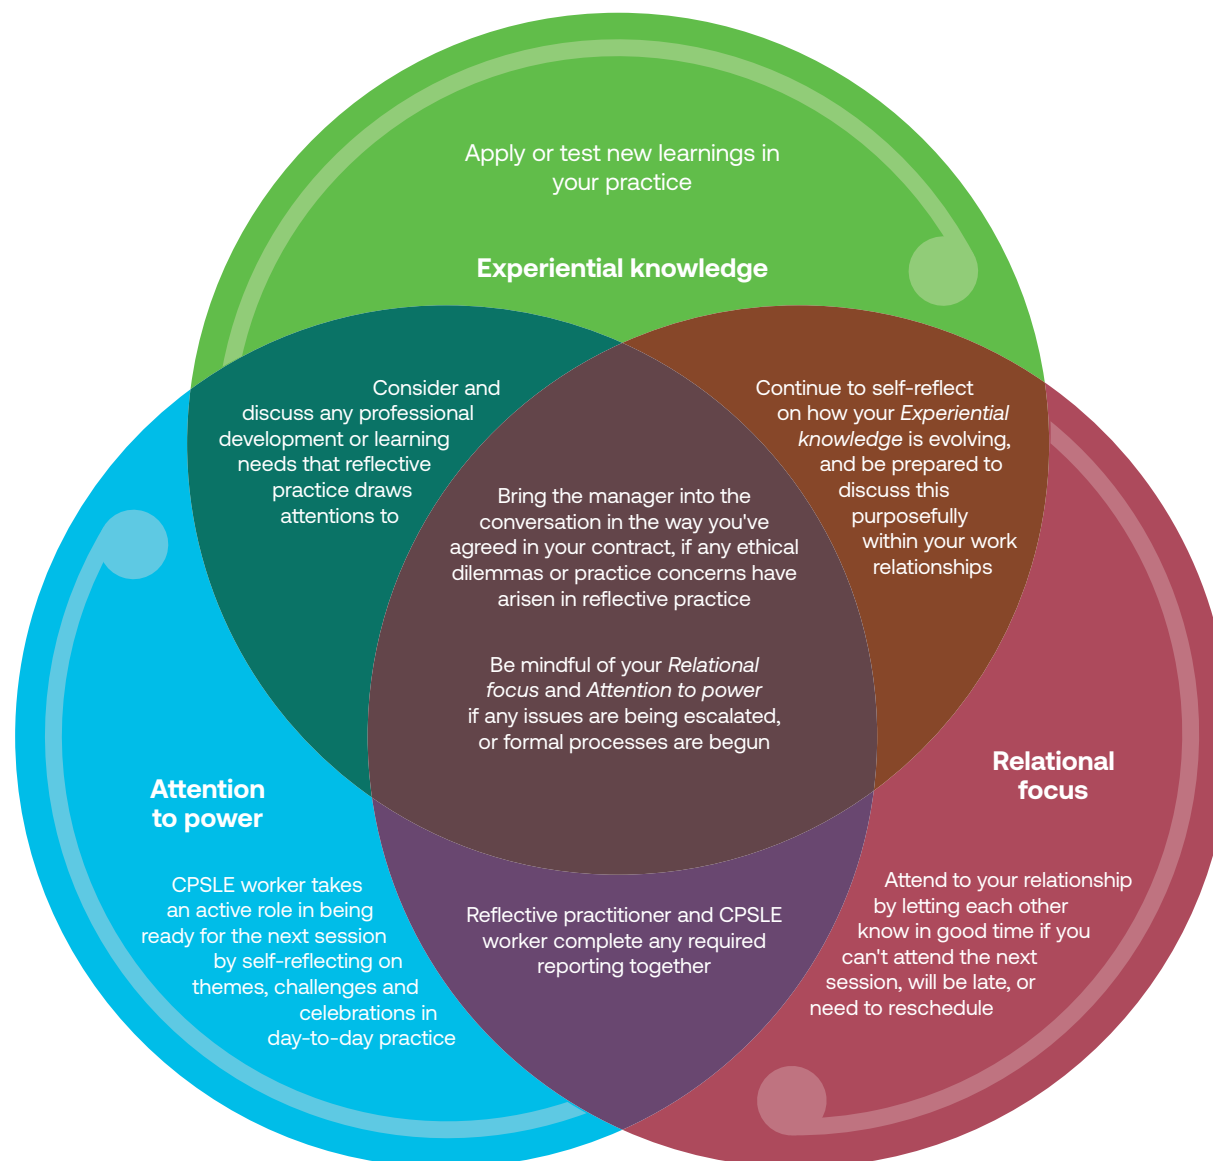 Apply or test new learnings in
your practice
Experiential knowledge
Consider and
discuss any professional
development or learning
needs that reflective
practice draws
attentions to
Continue to self-reflect
on how your Experiential
knowledge is evolving,
and be prepared to
discuss this
purposefully
within your work
relationships
Bring the manager into the
conversation in the way you've
agreed in your contract, if any ethical
dilemmas or practice concerns have
arisen in reflective practice
Be mindful of your Relational
focus and Attention to power
if any issues are being escalated,
or formal processes are begun
Attention
to power
CPSLE worker takes
an active role in being
ready for the next session
by self-reflecting on
themes, challenges and
celebrations in
day-to-day practice
Reflective practitioner and CPSLE
worker complete any required
reporting together
Relational
focus
Attend to your relationship
by letting each other
know in good time if you
can't attend the next
session, will be late, or
need to reschedule